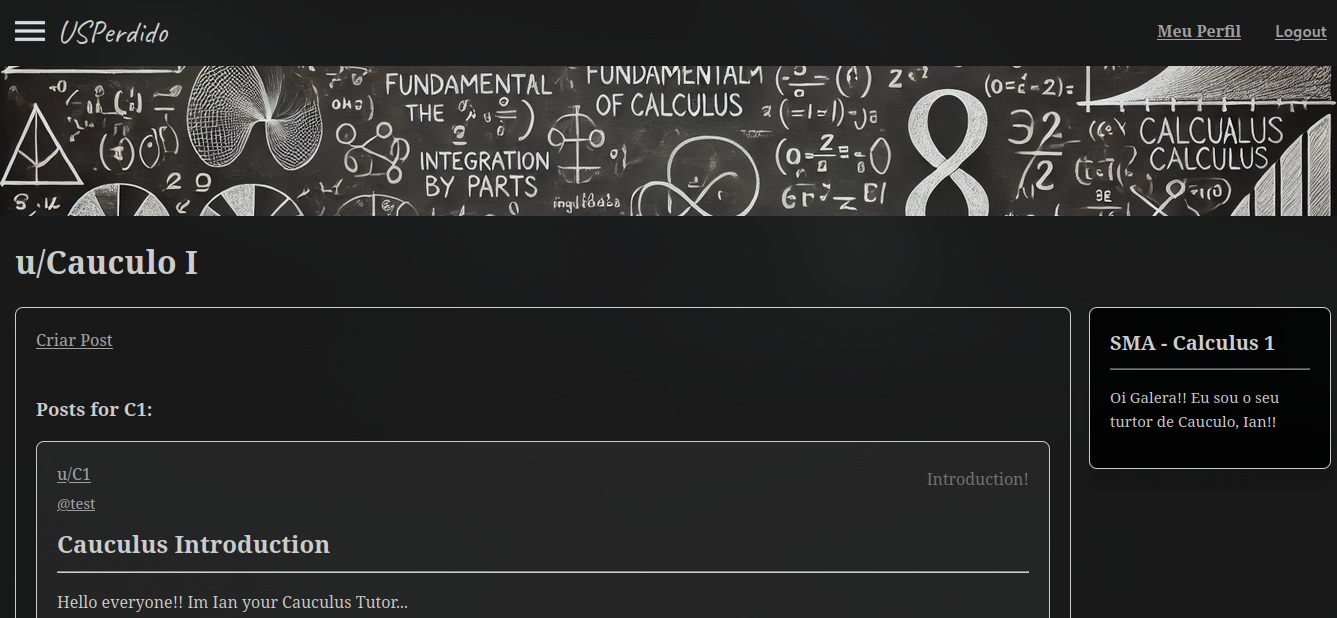 USPerdido
Meu Perfil
Logout
FUNDAMENTAL
THE
INTEGRATION
BY PARTS
FUNDAMENTALY
OF CALCULUS
8
CALCUALUS
CALCULUS
u/Cauculo I
Criar Post
Posts for C1:
u/C1
Introduction!
@test
Cauculus Introduction
Hello everyone!! Im Ian your Cauculus Tutor...
SMA - Calculus 1
Oi Galera!! Eu sou o seu
turtor de Cauculo, Ian!!